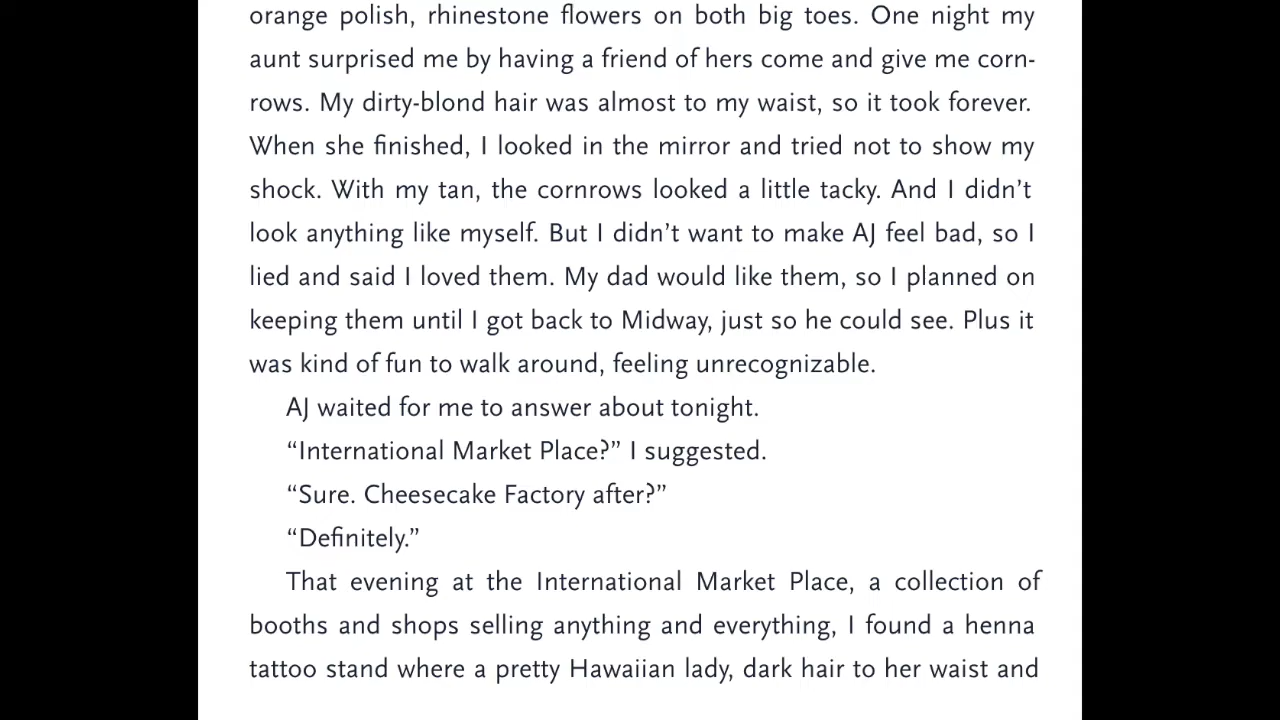 orange polish, rhinestone flowers on both big toes. One night my
aunt surprised me by having a friend of hers come and give me corn-
rows. My dirty-blond hair was almost to my waist, so it took forever.
When she finished, I looked in the mirror and tried not to show my
shock. With my tan, the cornrows looked a little tacky. And I didn’t
look anything like myself. But I didn’t want to make AJ feel bad, so I
lied and said I loved them. My dad would like them, so I planned on
keeping them until I got back to Midway, just so he could see. Plus it
was kind of fun to walk around, feeling unrecognizable.
AJ waited for me to answer about tonight.
“International Market Place?” I suggested.
“Sure. Cheesecake Factory after?”
“Definitely.”
That evening at the International Market Place, a collection of
booths and shops selling anything and everything, I found a henna
tattoo stand where a pretty Hawaiian lady, dark hair to her waist and